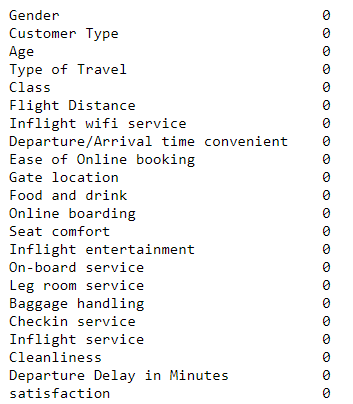 Gender 0
Customer Type 0
Age 0
Type of Travel 0
Class 0
Flight Distance 0
Inflight wifi service 0
Departure/Arrival time convenient 0
Ease of Online booking 0
Gate location 0
Food and drink 0
Online boarding 0
Seat comfort 0
Inflight entertainment 0
On-board service 0
Leg room service 0
Baggage handling 0
Checkin service 0
Inflight service 0
Cleanliness 0
Departure Delay in Minutes 0
satisfaction 0